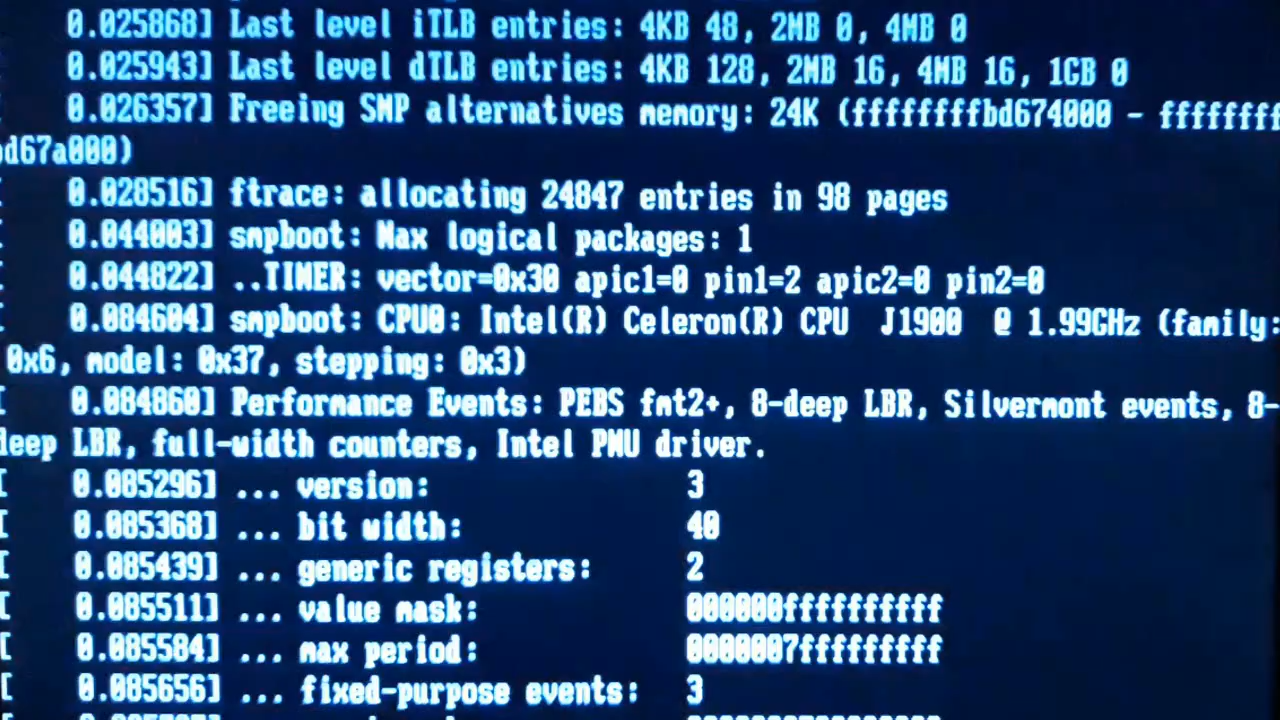 0.025868] Last level iTLB entries: 4KB 48, 2MB 0, 4MB 0
0.025943] Last level dTLB entries: 4KB 128, 2MB 16, 4MB 16, 1GB 0
0.026357] Freeing SMP alternatives memory: 24K (ffffffffbd674000 - ffffffff
bd67a000)
[ 0.028516] ftrace: allocating 24847 entries in 98 pages
[ 0.044003] smpboot: Max logical packages: 1
[ 0.044822] ..TIMER: vector=0x30 apic1=0 pin1=2 apic2=0 pin2=0
[ 0.084604] smpboot: CPU0: Intel(R) Celeron(R) CPU  J1900  @ 1.99GHz (family:
0x6, model: 0x37, stepping: 0x3)
[ 0.084860] Performance Events: PEBS fmt2+, 8-deep LBR, Silvermont events, 8-
deep LBR, full-width counters, Intel PMU driver.
[ 0.085296] ... version: 3
[ 0.085368] ... bit width: 40
[ 0.085439] ... generic registers: 2
[ 0.085511] ... value mask: 000000ffffffffff
[ 0.085584] ... max period: 0000007fffffffff
[ 0.085656] ... fixed-purpose events: 3